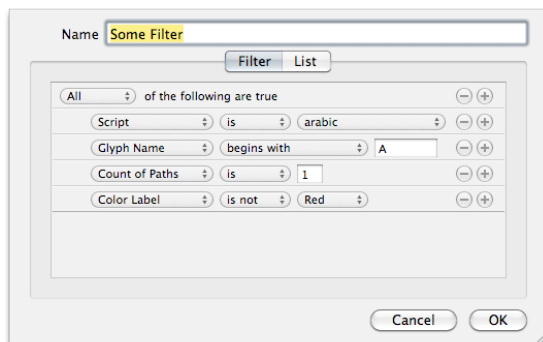 Name Some Filter
Filter List
All of the following are true
Script is arabic
Glyph Name begins with A
Count of Paths is 1
Color Label is not Red
Cancel OK